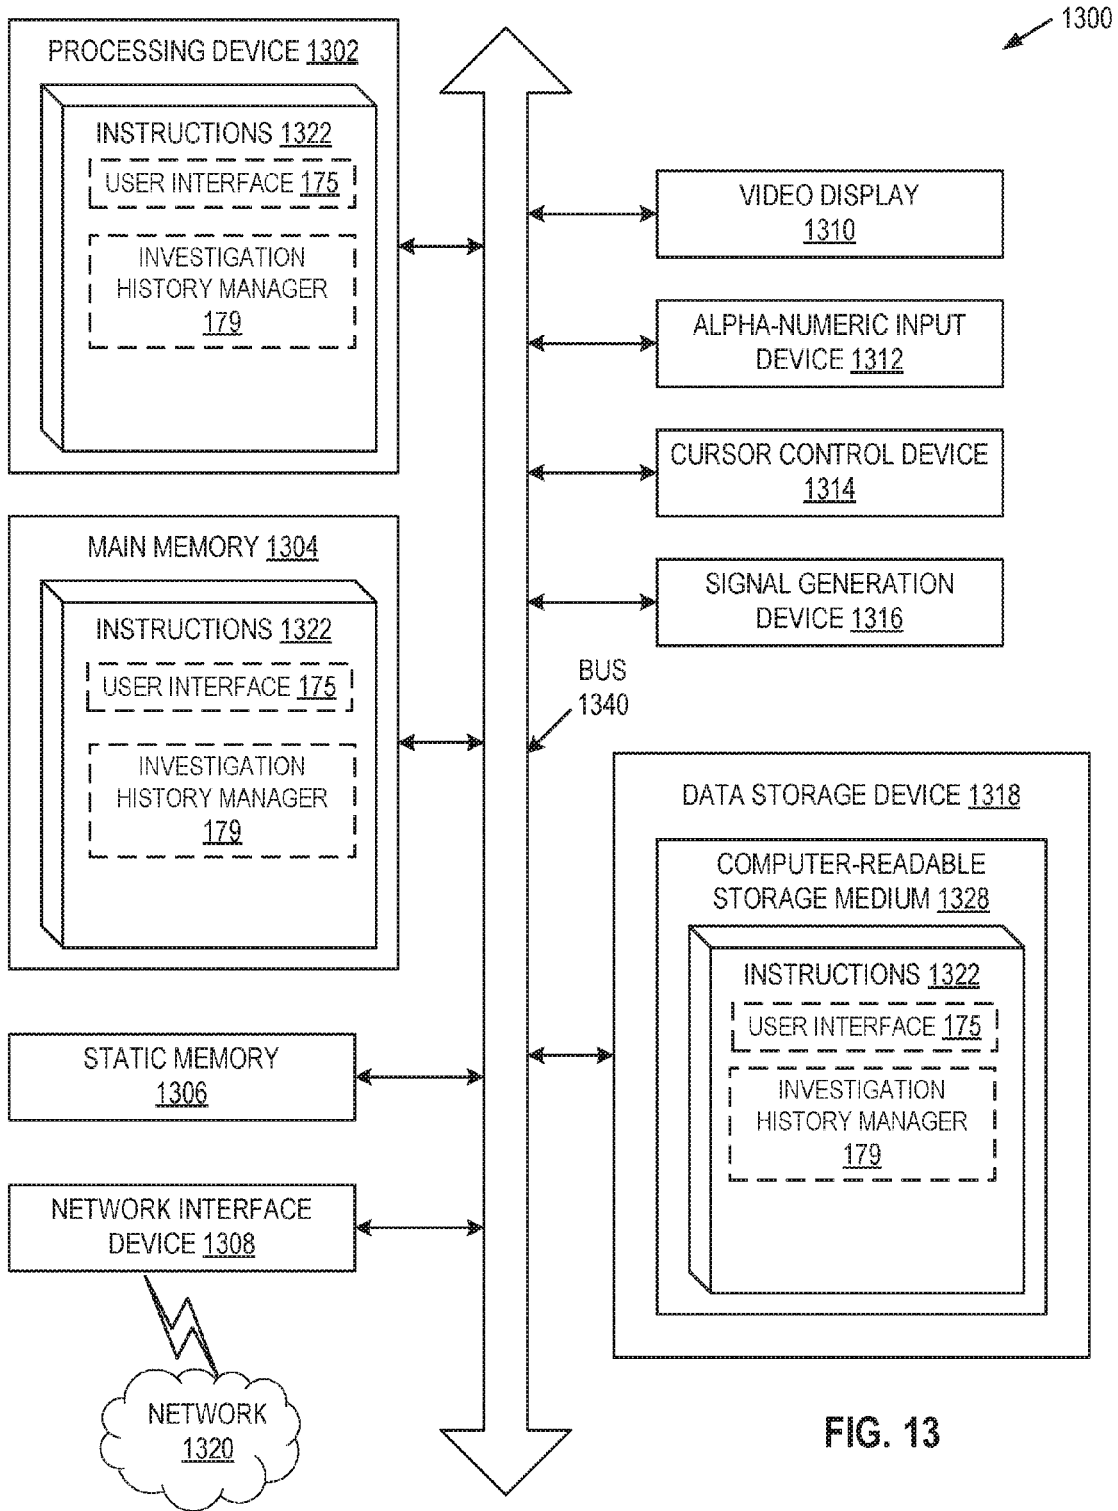 1300
PROCESSING DEVICE 1302
INSTRUCTIONS 1322
USER INTERFACE 175
INVESTIGATION
HISTORY MANAGER
179
MAIN MEMORY 1304
INSTRUCTIONS 1322
USER INTERFACE 175
INVESTIGATION
HISTORY MANAGER
179
STATIC MEMORY
1306
NETWORK INTERFACE
DEVICE 1308
NETWORK
1320
VIDEO DISPLAY
1310
ALPHA-NUMERIC INPUT
DEVICE 1312
CURSOR CONTROL DEVICE
1314
SIGNAL GENERATION
DEVICE 1316
BUS
1340
DATA STORAGE DEVICE 1318
COMPUTER-READABLE
STORAGE MEDIUM 1328
INSTRUCTIONS 1322
USER INTERFACE 175
INVESTIGATION
HISTORY MANAGER
179
FIG. 13